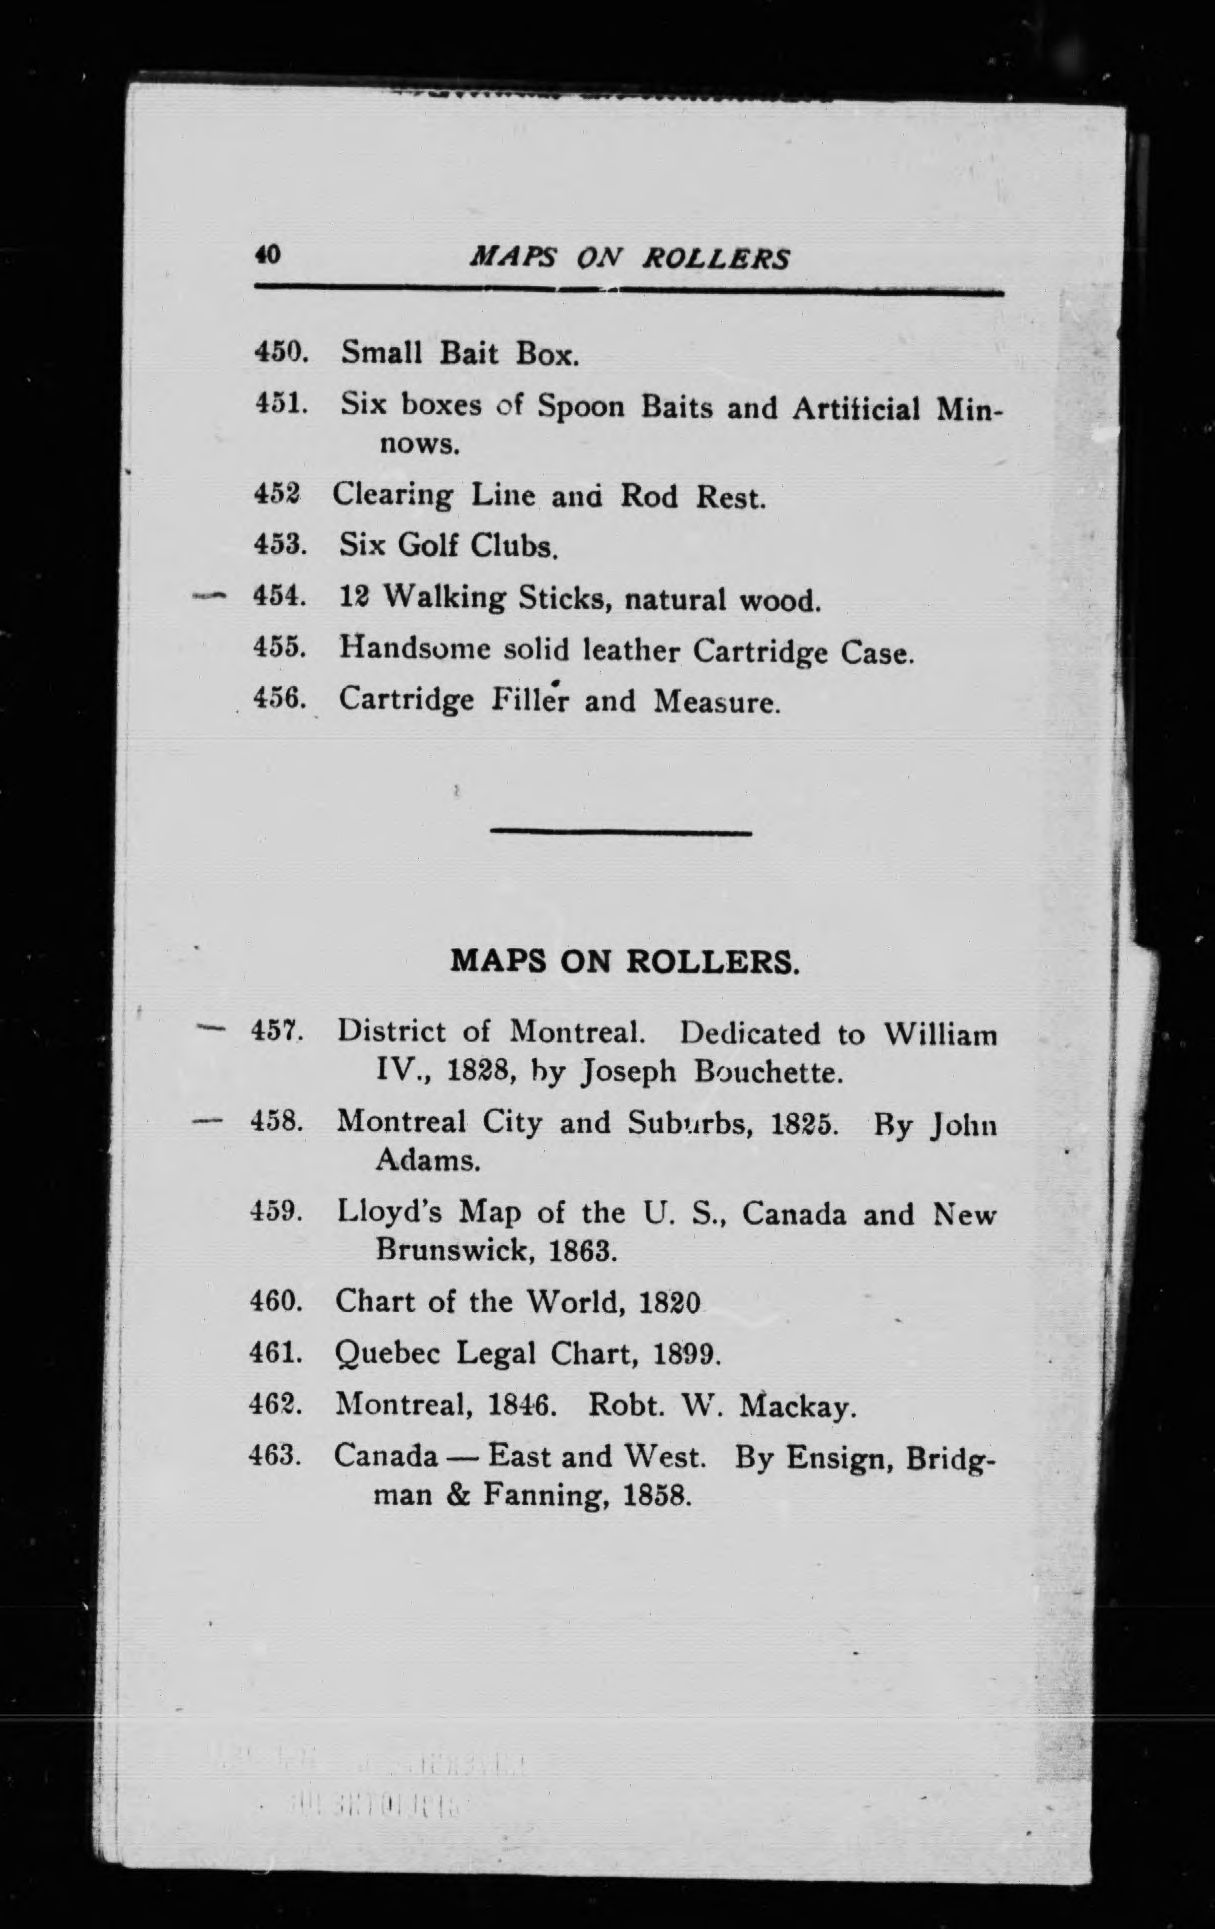 40 MAPS ON ROLLERS
450. Small Bait Box.
451. Six boxes of Spoon Baits and Artificial Min-
nows.
452 Clearing Line and Rod Rest.
453. Six Golf Clubs.
— 454. 12 Walking Sticks, natural wood.
455. Handsome solid leather Cartridge Case.
456. Cartridge Filler and Measure.
MAPS ON ROLLERS.
— 457. District of Montreal. Dedicated to William
IV., 1828, by Joseph Bouchette.
— 458. Montreal City and Suburbs, 1825. By John
Adams.
459. Lloyd's Map of the U. S., Canada and New
Brunswick, 1863.
460. Chart of the World, 1820
461. Quebec Legal Chart, 1899.
462. Montreal, 1846. Robt. W. Mackay.
463. Canada — East and West. By Ensign, Bridg-
man & Fanning, 1858.